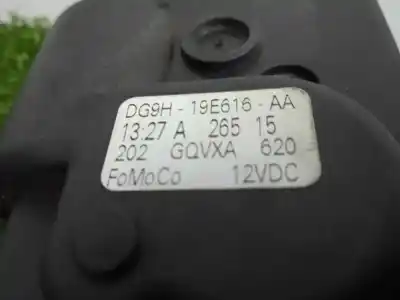 DG9H - 19E616 - AA
13:27 A 265 15
202 GQVXA 620
FoMoCo 12VDC